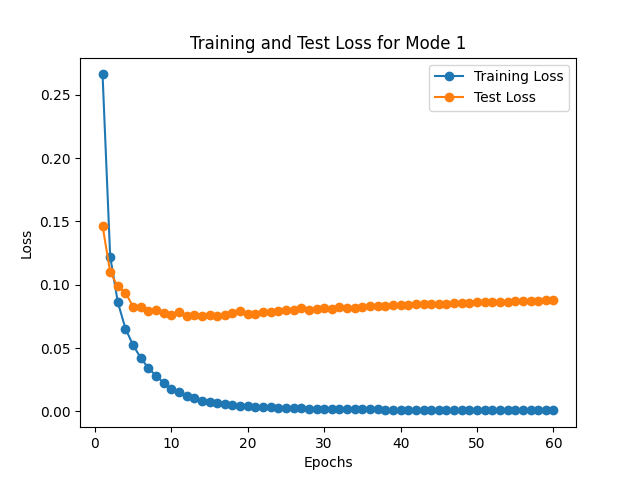 Training and Test Loss for Mode 1
Training Loss
Test Loss
Loss
0.25
0.20
0.15
0.10
0.05
0.00
0 10 20 30 40 50 60
Epochs